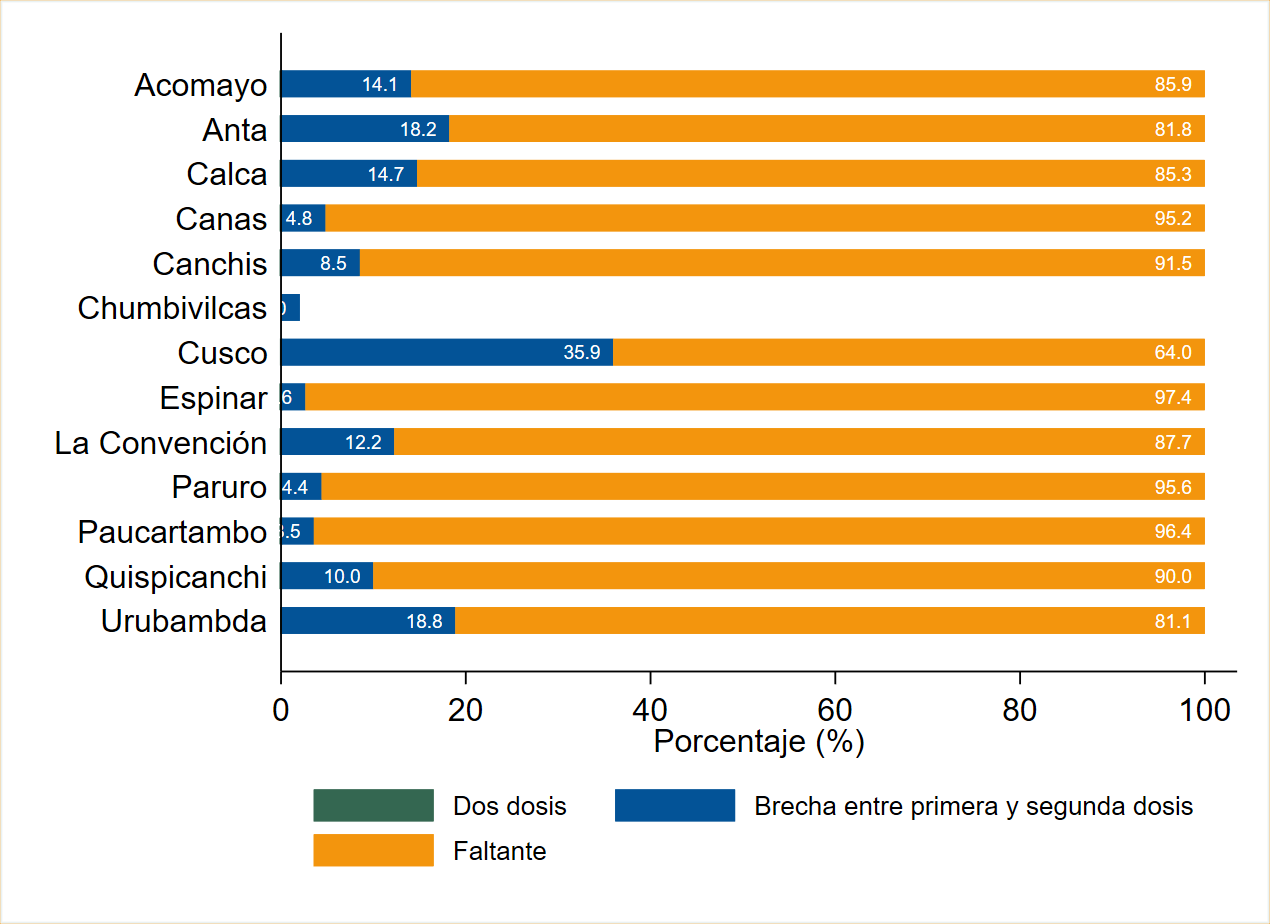 Acomayo 14.1 85.9
Anta 18.2 81.8
Calca 14.7 85.3
Canas 4.8 95.2
Canchis 8.5 91.5
Chumbivilcas
Cusco 35.9 64.0
Espinar .6 97.4
La Convención 12.2 87.7
Paruro 4.4 95.6
Paucartambo .5 96.4
Quispicanchi 10.0 90.0
Urubambda 18.8 81.1
0 20 40 60 80 100
Porcentaje (%)
Dos dosis Brecha entre primera y segunda dosis
Faltante